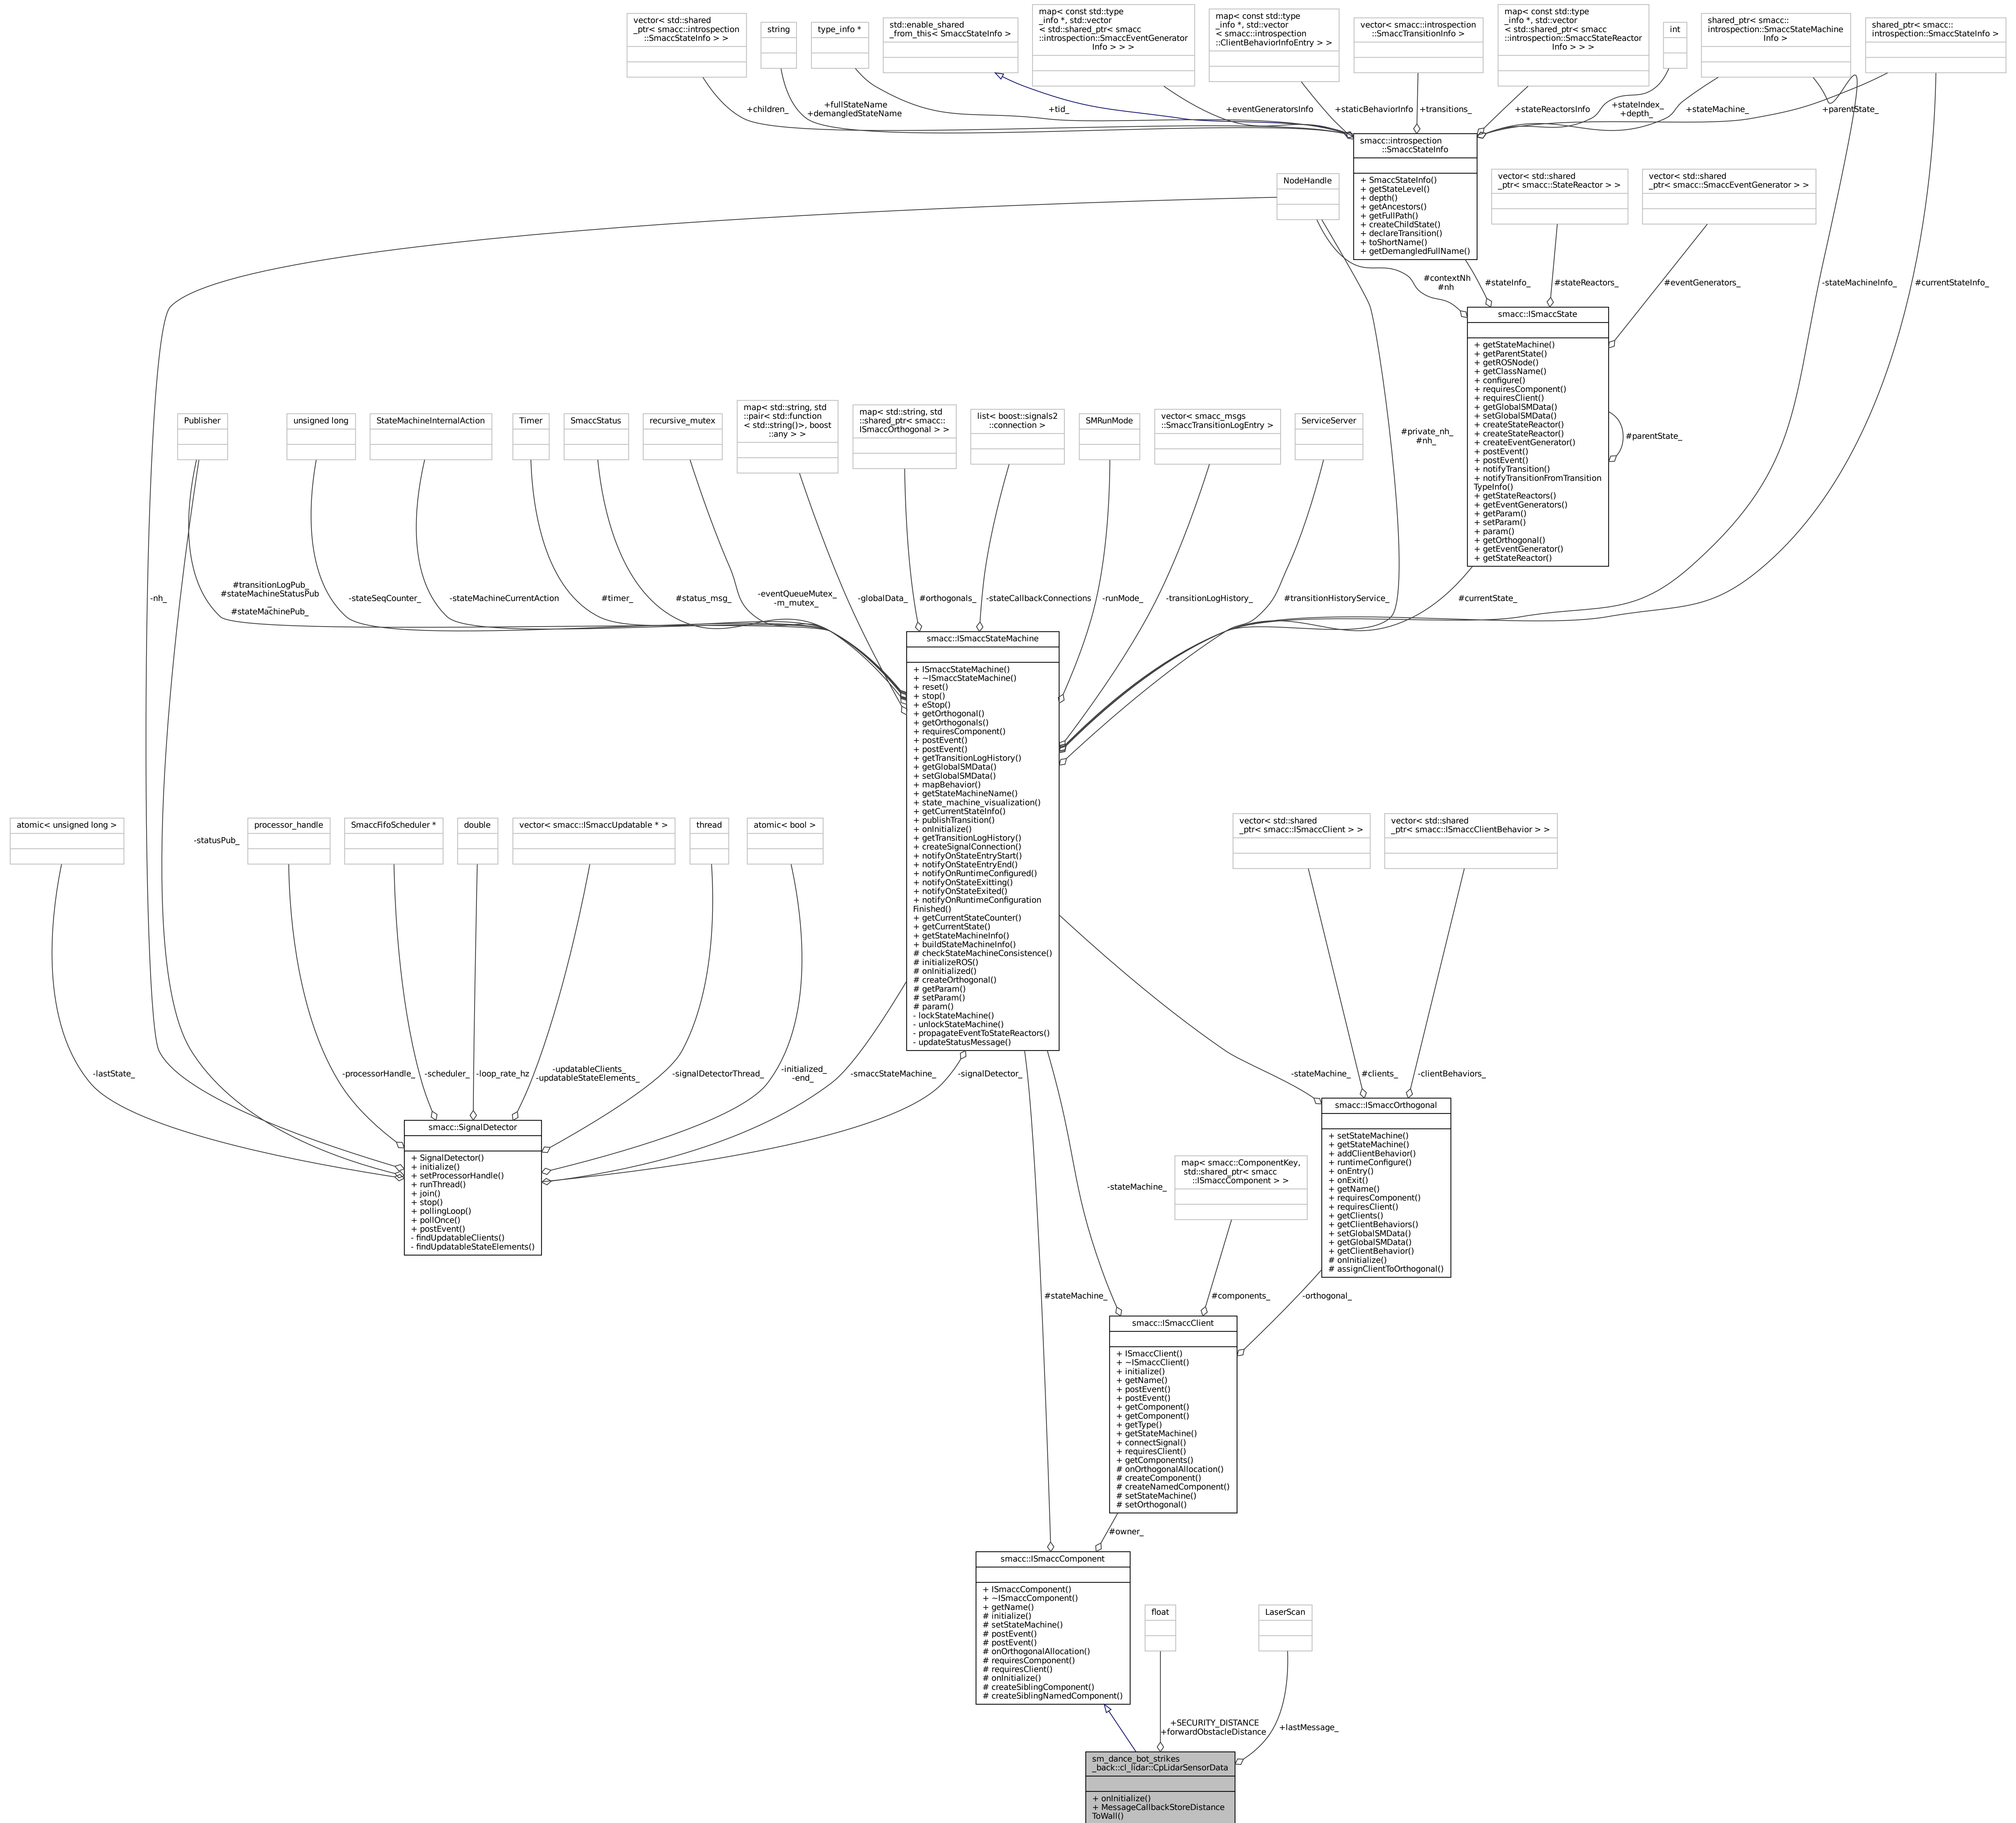 vector< std::shared
_ptr< smacc::introspection
::SmaccStateInfo > >
string
type_info *
std::enable_shared
_from_this< SmaccStateInfo >
map< const std::type
_info *, std::vector
< std::shared_ptr< smacc
::introspection::SmaccEventGenerator
Info > > >
map< const std::type
_info *, std::vector
< smacc::introspection
::ClientBehaviorInfoEntry > >
vector< smacc::introspection
::SmaccTransitionInfo >
map< const std::type
_info *, std::vector
< std::shared_ptr< smacc
::introspection::SmaccStateReactor
Info > > >
int
shared_ptr< smacc::
introspection::SmaccStateMachine
Info >
shared_ptr< smacc::
introspection::SmaccStateInfo >
+children_
+fullStateName
+demangledStateName
+tid_
+eventGeneratorsInfo
+staticBehaviorInfo
+transitions_
+stateReactorsInfo
+stateIndex_
+depth_
+stateMachine_
+parentState_
smacc::introspection
::SmaccStateInfo
+ SmaccStateInfo()
+ getStateLevel()
+ depth()
+ getAncestors()
+ getFullPath()
+ createChildState()
+ declareTransition()
+ toShortName()
+ getDemangledFullName()
NodeHandle
vector< std::shared
_ptr< smacc::StateReactor > >
vector< std::shared
_ptr< smacc::SmaccEventGenerator > >
#contextNh
#nh
#stateInfo_
#stateReactors_
#eventGenerators_
-stateMachineInfo_
#currentStateInfo_
smacc::ISmaccState
+ getStateMachine()
+ getParentState()
+ getROSNode()
+ getClassName()
+ configure()
+ requiresComponent()
+ requiresClient()
+ getGlobalSMData()
+ setGlobalSMData()
+ createStateReactor()
+ createStateReactor()
+ createEventGenerator()
+ postEvent()
+ postEvent()
+ notifyTransition()
+ notifyTransitionFromTransition
TypeInfo()
+ getStateReactors()
+ getEventGenerators()
+ getParam()
+ setParam()
+ param()
+ getOrthogonal()
+ getEventGenerator()
+ getStateReactor()
#parentState_
Publisher
unsigned long
StateMachineInternalAction
Timer
SmaccStatus
recursive_mutex
map< std::string, std
::pair< std::function
< std::string()>, boost
::any > >
map< std::string, std
::shared_ptr< smacc::
ISmaccOrthogonal > >
list< boost::signals2
::connection >
SMRunMode
vector< smacc_msgs
::SmaccTransitionLogEntry >
ServiceServer
#private_nh_
#nh_
-nh_
#transitionLogPub_
#stateMachineStatusPub
_
#stateMachinePub_
-stateSeqCounter_
-stateMachineCurrentAction
#timer_
#status_msg_
-eventQueueMutex_
-m_mutex_
-globalData_
#orthogonals_
-stateCallbackConnections
-runMode_
-transitionLogHistory_
#transitionHistoryService_
#currentState_
smacc::ISmaccStateMachine
+ ISmaccStateMachine()
+ ~ISmaccStateMachine()
+ reset()
+ stop()
+ eStop()
+ getOrthogonal()
+ getOrthogonals()
+ requiresComponent()
+ postEvent()
+ postEvent()
+ getTransitionLogHistory()
+ getGlobalSMData()
+ setGlobalSMData()
+ mapBehavior()
+ getStateMachineName()
+ state_machine_visualization()
+ getCurrentStateInfo()
+ publishTransition()
+ onInitialize()
+ getTransitionLogHistory()
+ createSignalConnection()
+ notifyOnStateEntryStart()
+ notifyOnStateEntryEnd()
+ notifyOnRuntimeConfigured()
+ notifyOnStateExitting()
+ notifyOnStateExited()
+ notifyOnRuntimeConfiguration
Finished()
+ getCurrentStateCounter()
+ getCurrentState()
+ getStateMachineInfo()
+ buildStateMachineInfo()
# checkStateMachineConsistence()
# initializeROS()
# onInitialized()
# createOrthogonal()
# getParam()
# setParam()
# param()
- lockStateMachine()
- unlockStateMachine()
- propagateEventToStateReactors()
- updateStatusMessage()
atomic< unsigned long >
-statusPub_
processor_handle
SmaccFifoScheduler *
double
vector< smacc::ISmaccUpdatable * >
thread
atomic< bool >
vector< std::shared
_ptr< smacc::ISmaccClient > >
vector< std::shared
_ptr< smacc::ISmaccClientBehavior > >
-lastState_
-processorHandle_
-scheduler_
-loop_rate_hz
-updatableClients_
-updatableStateElements_
-signalDetectorThread_
-initialized_
-end_
-smaccStateMachine_
-signalDetector_
-stateMachine_
#clients_
-clientBehaviors_
smacc::SignalDetector
+ SignalDetector()
+ initialize()
+ setProcessorHandle()
+ runThread()
+ join()
+ stop()
+ pollingLoop()
+ pollOnce()
+ postEvent()
- findUpdatableClients()
- findUpdatableStateElements()
smacc::ISmaccOrthogonal
+ setStateMachine()
+ getStateMachine()
+ addClientBehavior()
+ runtimeConfigure()
+ onEntry()
+ onExit()
+ getName()
+ requiresComponent()
+ requiresClient()
+ getClients()
+ getClientBehaviors()
+ setGlobalSMData()
+ getGlobalSMData()
+ getClientBehavior()
# onInitialize()
# assignClientToOrthogonal()
map< smacc::ComponentKey,
std::shared_ptr< smacc
::ISmaccComponent > >
-stateMachine_
#stateMachine_
#components_
-orthogonal_
smacc::ISmaccClient
+ ISmaccClient()
+ ~ISmaccClient()
+ initialize()
+ getName()
+ postEvent()
+ postEvent()
+ getComponent()
+ getComponent()
+ getType()
+ getStateMachine()
+ connectSignal()
+ requiresClient()
+ getComponents()
# onOrthogonalAllocation()
# createComponent()
# createNamedComponent()
# setStateMachine()
# setOrthogonal()
#owner_
smacc::ISmaccComponent
+ ISmaccComponent()
+ ~ISmaccComponent()
+ getName()
# initialize()
# setStateMachine()
# postEvent()
# postEvent()
# onOrthogonalAllocation()
# requiresComponent()
# requiresClient()
# onInitialize()
# createSiblingComponent()
# createSiblingNamedComponent()
float
LaserScan
+SECURITY_DISTANCE
+forwardObstacleDistance
+lastMessage_
sm_dance_bot_strikes
_back::cl_lidar::CpLidarSensorData
+ onInitialize()
+ MessageCallbackStoreDistance
ToWall()